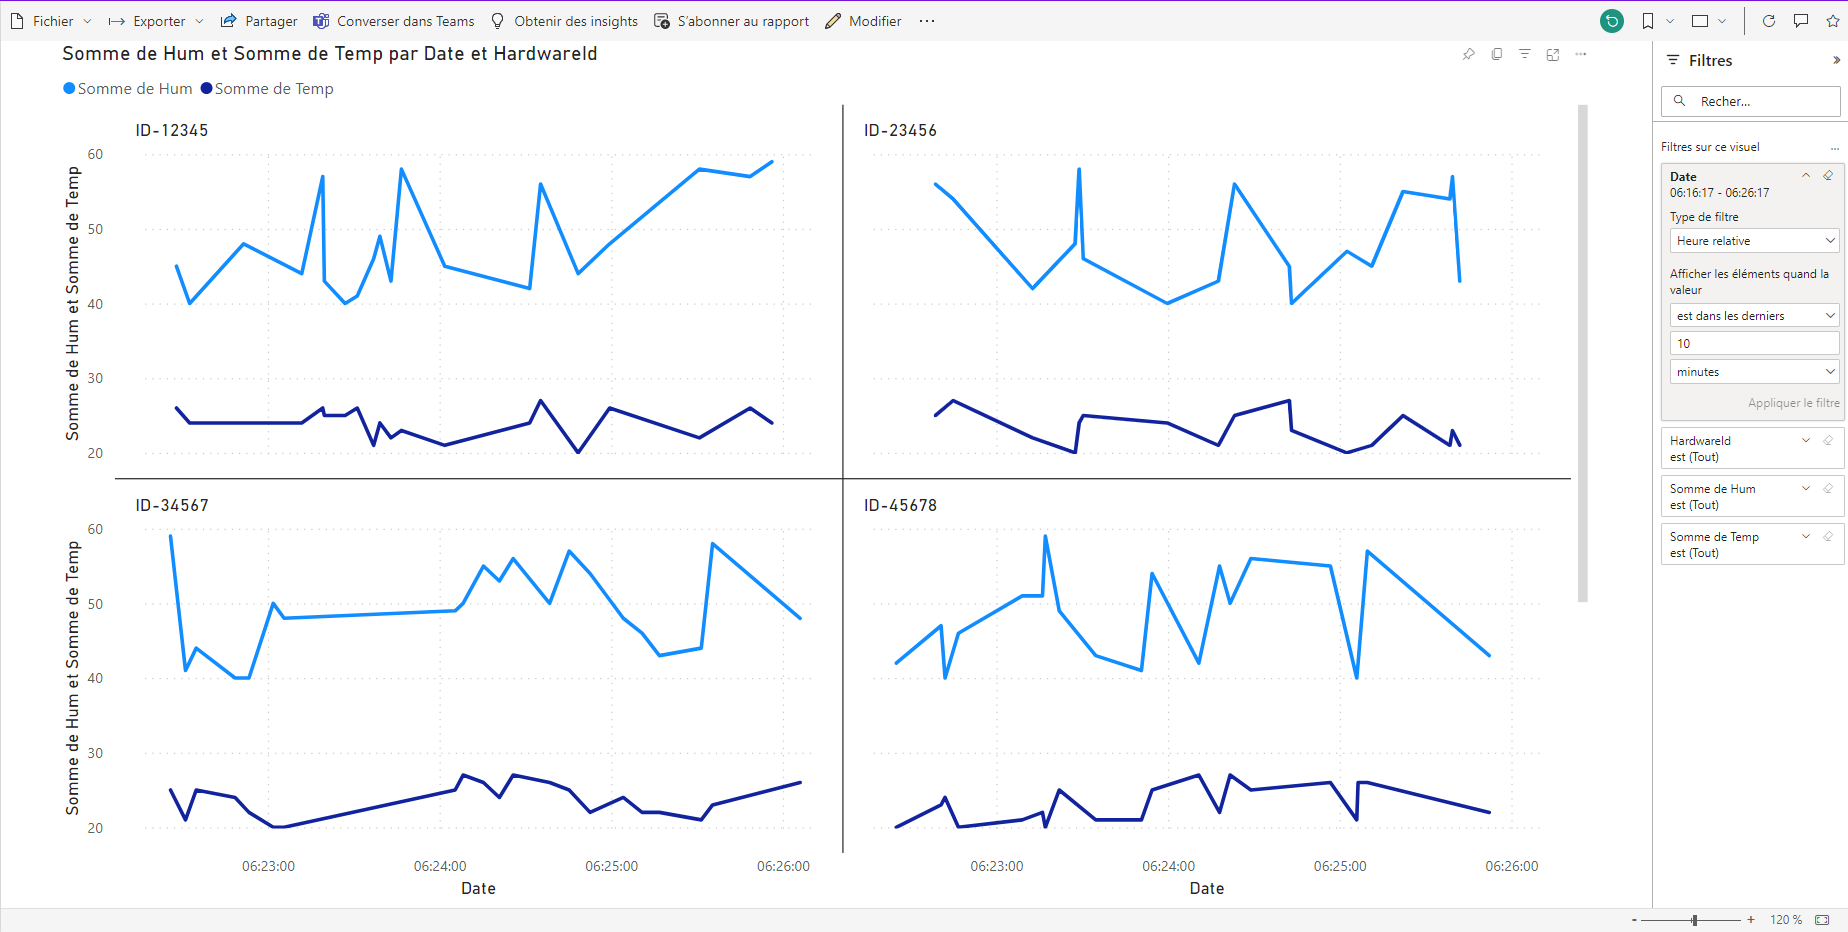 Fichier Exporter Partager Converser dans Teams Obtenir des insights S'abonner au rapport Modifier ...
Somme de Hum et Somme de Temp par Date et HardwareId
Somme de Hum Somme de Temp
ID-12345
60
50
40
30
20
Somme de Hum et Somme de Temp
ID-23456
ID-34567
60
50
40
30
20
Somme de Hum et Somme de Temp
06:23:00 06:24:00 06:25:00 06:26:00
Date
ID-45678
06:23:00 06:24:00 06:25:00 06:26:00
Date
Filtres
Recher...
Filtres sur ce visuel ...
Date
06:16:17 - 06:26:17
Type de filtre
Heure relative
Afficher les éléments quand la
valeur
est dans les derniers
10
minutes
Appliquer le filtre
HardwareId
est (Tout)
Somme de Hum
est (Tout)
Somme de Temp
est (Tout)
- + 120 %